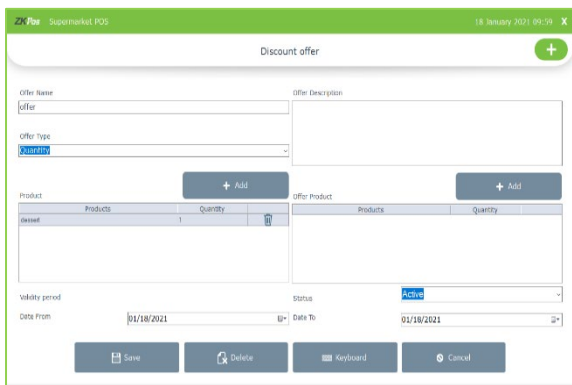 ZKPos Supermarket POS 18 January 2021 09:59 X
Discount offer
+
Offer Name Offer Description
offer
Offer Type
Quantity
+ Add + Add
Product Offer Product
Products Quantity Products Quantity
dessert 1
Validity period Status Active
Date From 01/18/2021 Date To 01/18/2021
Save Delete Keyboard Cancel